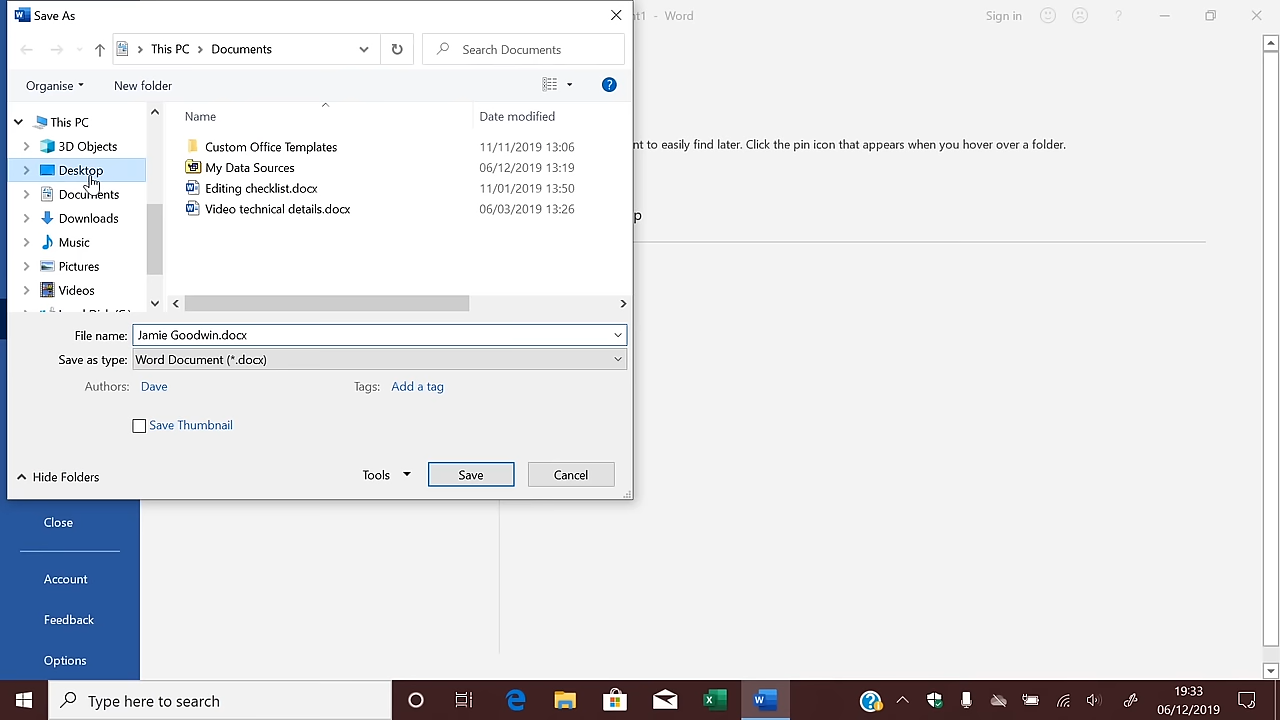 Save As
nt1 - Word
Sign in
This PC
Documents
Search Documents
Organise
New folder
Name
Date modified
This PC
3D Objects
Desktop
Documents
Downloads
Music
Pictures
Videos
Custom Office Templates 11/11/2019 13:06
My Data Sources 06/12/2019 13:19
Editing checklist.docx 11/01/2019 13:50
Video technical details.docx 06/03/2019 13:26
nt to easily find later. Click the pin icon that appears when you hover over a folder.
p
File name: Jamie Goodwin.docx
Save as type: Word Document (*.docx)
Authors: Dave
Tags: Add a tag
Save Thumbnail
Hide Folders
Tools
Save
Cancel
Close
Account
Feedback
Options
Type here to search
19:33
06/12/2019